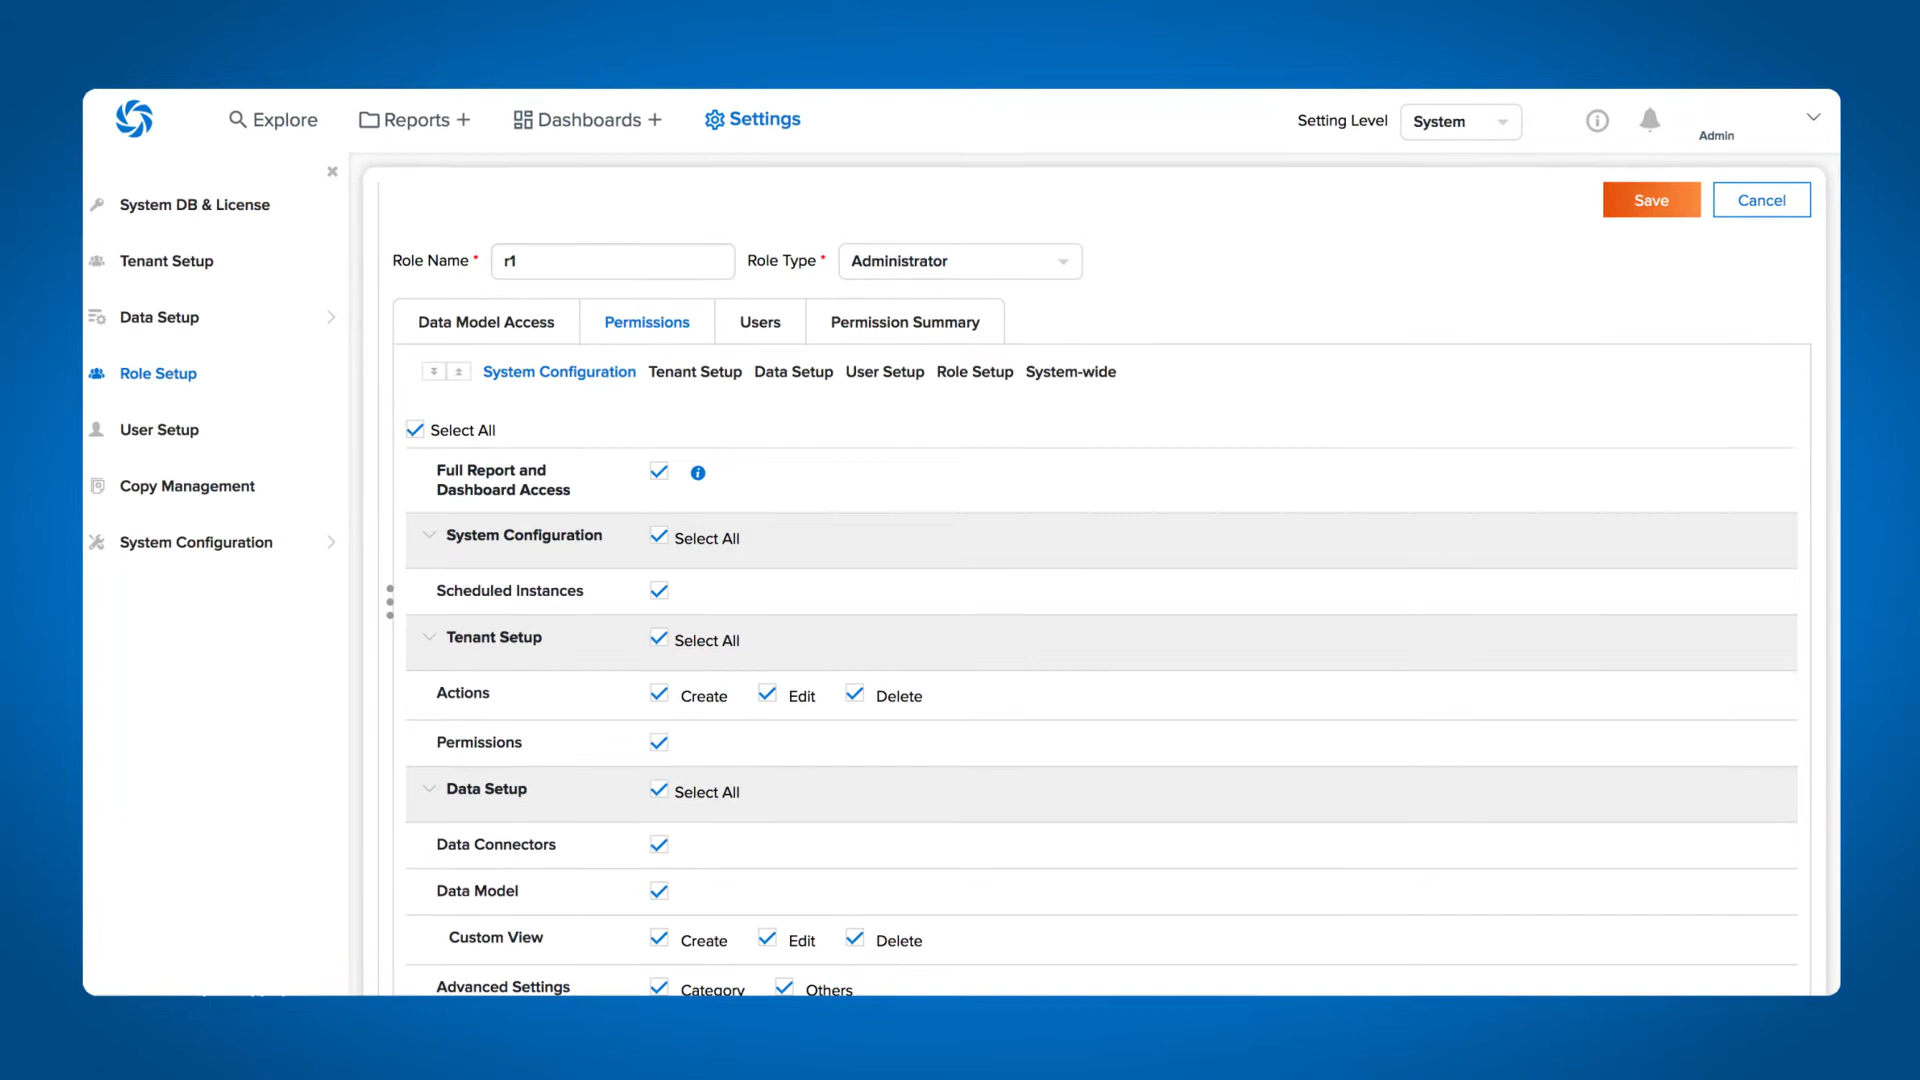 Explore
Reports +
Dashboards +
Settings
Setting Level
System
Admin
System DB & License
Tenant Setup
Data Setup
Role Setup
User Setup
Copy Management
System Configuration
Save
Cancel
Role Name *
r1
Role Type *
Administrator
Data Model Access
Permissions
Users
Permission Summary
System Configuration
Tenant Setup
Data Setup
User Setup
Role Setup
System-wide
Select All
Full Report and
Dashboard Access
System Configuration
Select All
Scheduled Instances
Tenant Setup
Select All
Actions
Create
Edit
Delete
Permissions
Data Setup
Select All
Data Connectors
Data Model
Custom View
Create
Edit
Delete
Advanced Settings
Category
Others